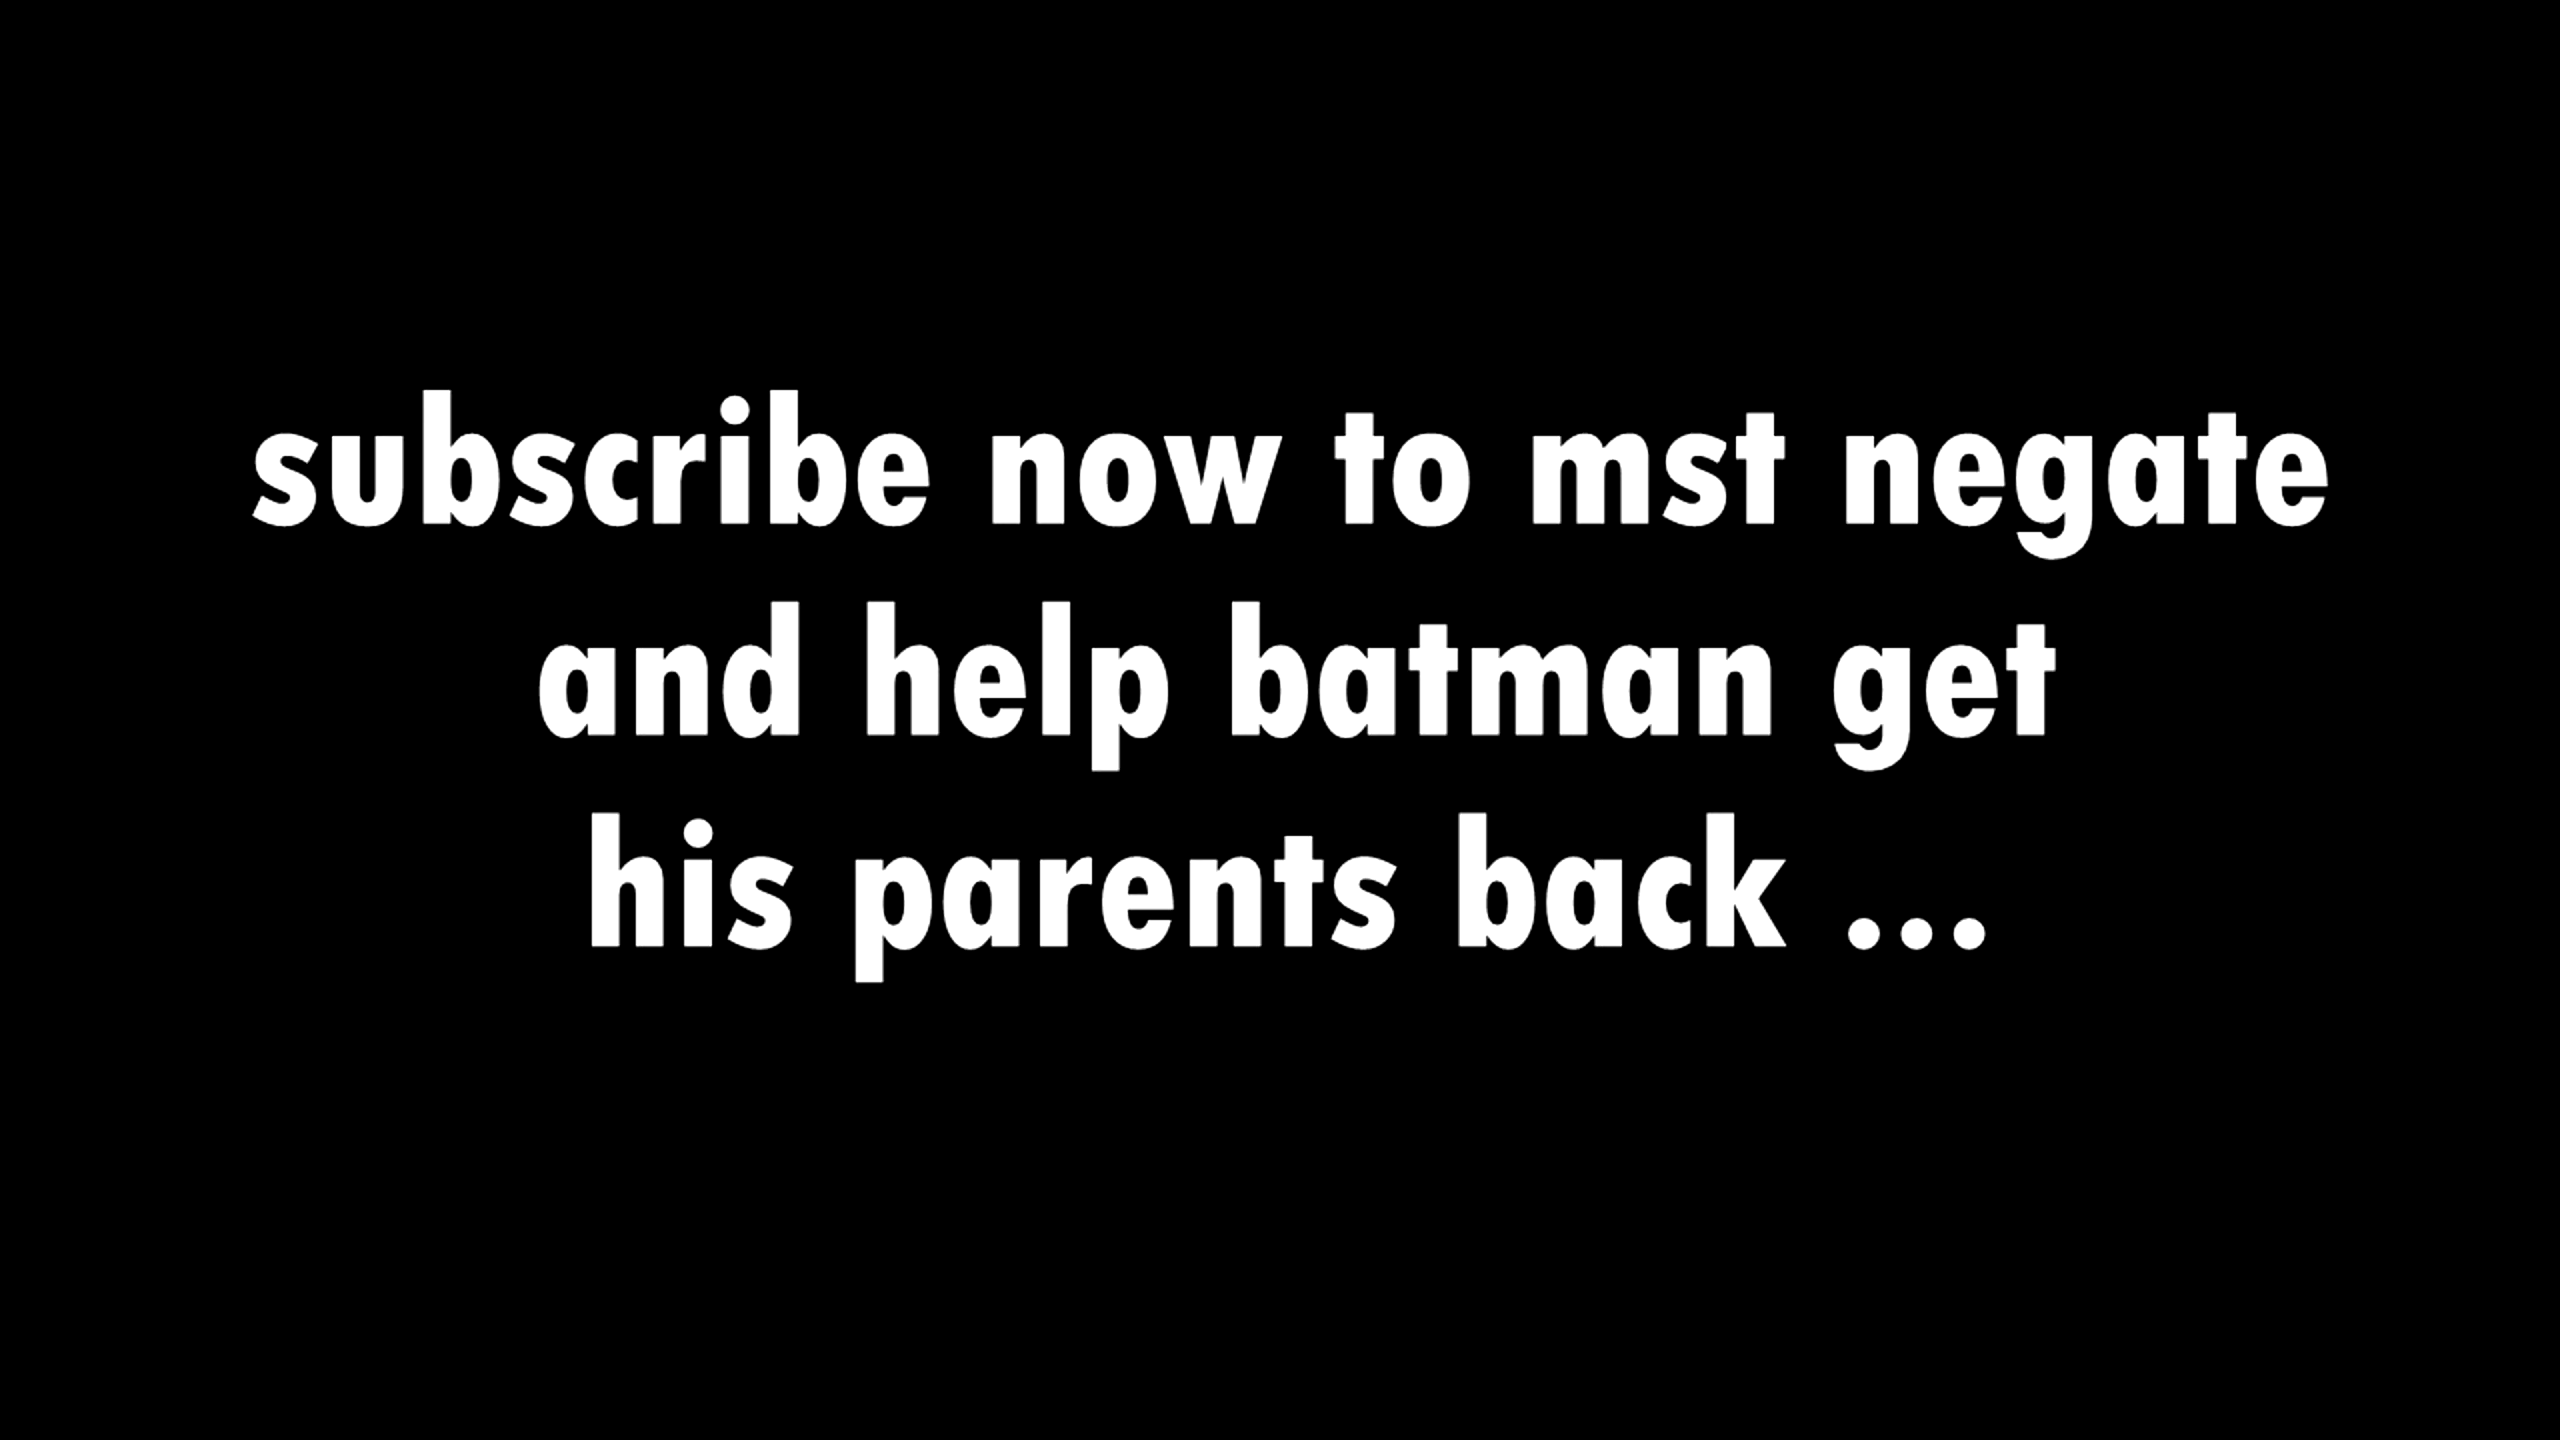 subscribe now to mst negate
and help batman get
his parents back ...